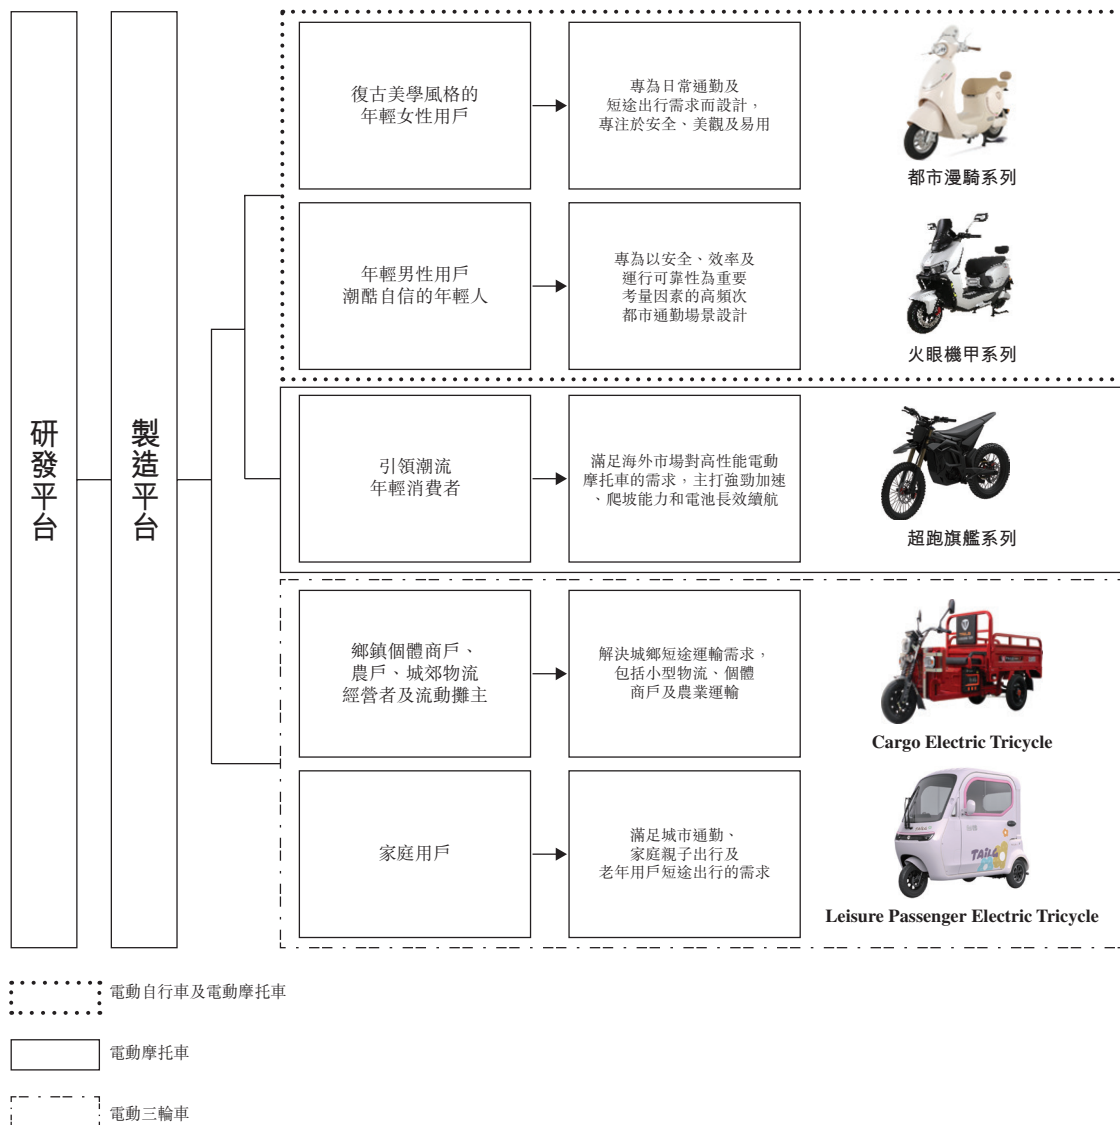 研發平台
製造平台
復古美學風格的
年輕女性用戶
專為日常通勤及
短途出行需求而設計，
專注於安全、美觀及易用
都市漫騎系列
年輕男性用戶
潮酷自信的年輕人
專為以安全、效率及
運行可靠性為重要
考量因素的高頻次
都市通勤場景設計
火眼機甲系列
引領潮流
年輕消費者
滿足海外市場對高性能電動
摩托車的需求，主打強勁加速
、爬坡能力和電池長效續航
超跑旗艦系列
鄉鎮個體商戶、
農戶、城郊物流
經營者及流動攤主
解決城鄉短途運輸需求，
包括小型物流、個體
商戶及農業運輸
Cargo Electric Tricycle
家庭用戶
滿足城市通勤、
家庭親子出行及
老年用戶短途出行的需求
TAILG
Leisure Passenger Electric Tricycle
電動自行車及電動摩托車
電動摩托車
電動三輪車